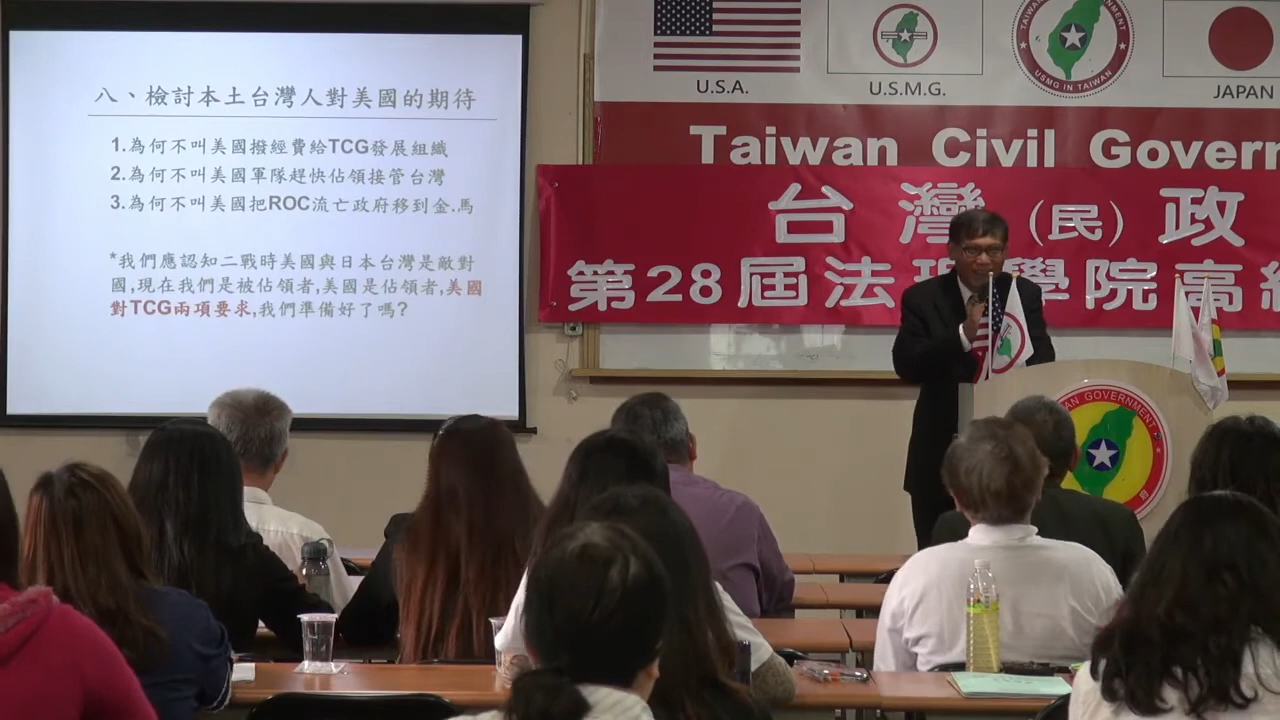 八、檢討本土台灣人對美國的期待
1.為何不叫美國撥經費給TCG發展組織
2.為何不叫美國軍隊趕快佔領接管台灣
3.為何不叫美國把ROC流亡政府移到金.馬
*我們應認知二戰時美國與日本台灣是敵對
國,現在我們是被佔領者,美國是佔領者,美國
對TCG兩項要求,我們準備好了嗎?
U.S.A.
U.S.M.G.
USMG IN TAIWAN
JAPAN
Taiwan Civil Govern
台灣(民)政
第28屆法 學院高
WAN GOVERNMENT